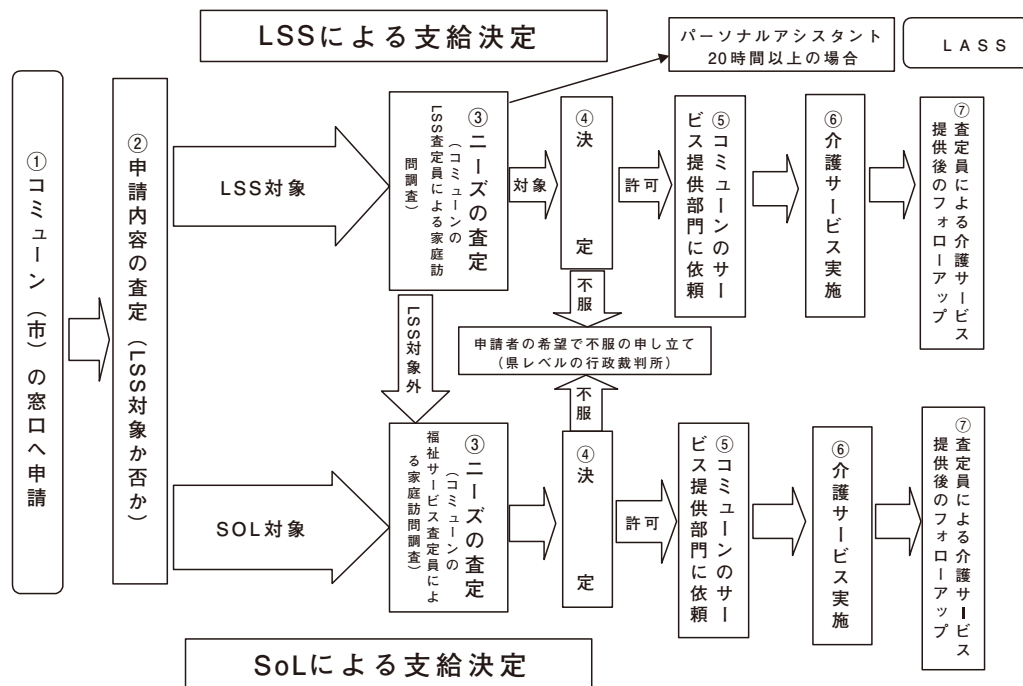 LSSによる支給決定
パーソナルアシスタント
20時間以上の場合
LASS
①コミューン（市）の窓口へ申請
②申請内容の査定（LSS対象か否か）
LSS対象
③ニーズの査定
（コミューンの
LSS査定員による家庭訪
問調査）
対象
④決定
許可
⑤コミューンのサー
ビス提供部門に依頼
⑥介護サービス実施
⑦査定員による介護サービス
提供後のフォローアップ
不服
LSS対象外
申請者の希望で不服の申し立て
（県レベルの行政裁判所）
不服
SOL対象
③ニーズの査定
（コミューンの
福祉サービス査定員によ
る家庭訪問調査）
④決定
許可
⑤コミューンのサー
ビス提供部門に依頼
⑥介護サービス実施
⑦査定員による介護サービス
提供後のフォローアップ
SoLによる支給決定